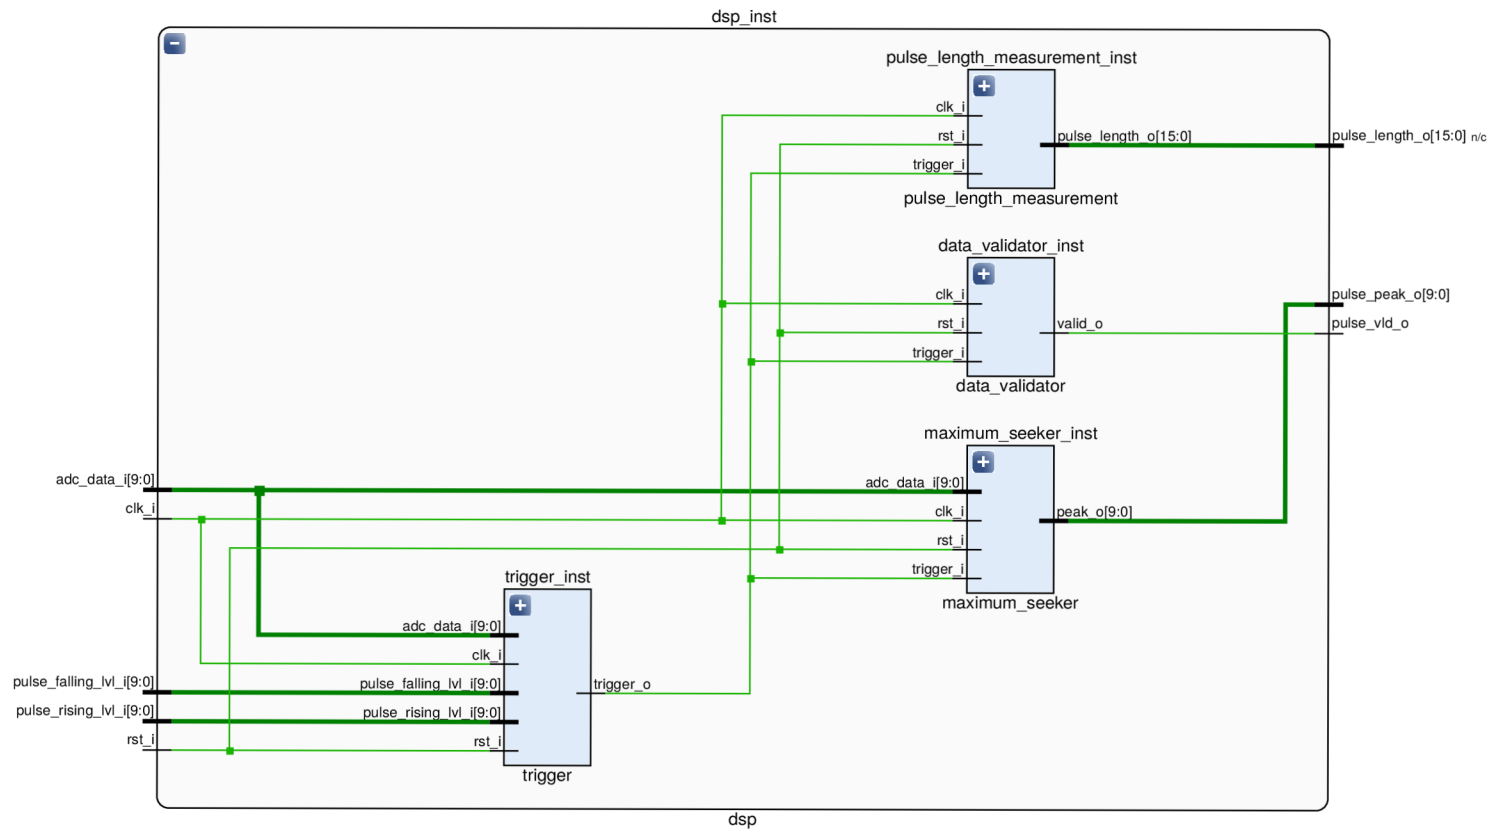 dsp_inst
pulse_length_measurement_inst
clk_i
rst_i
pulse_length_o[15:0]
pulse_length_o[15:0] n/c
trigger_i
pulse_length_measurement
data_validator_inst
clk_i
pulse_peak_o[9:0]
rst_i
valid_o
pulse_vld_o
trigger_i
data_validator
maximum_seeker_inst
adc_data_i[9:0]
adc_data_i[9:0]
clk_i
clk_i
peak_o[9:0]
rst_i
trigger_i
maximum_seeker
trigger_inst
adc_data_i[9:0]
clk_i
pulse_falling_lvl_i[9:0]
pulse_falling_lvl_i[9:0]
trigger_o
pulse_rising_lvl_i[9:0]
pulse_rising_lvl_i[9:0]
rst_i
rst_i
trigger
dsp